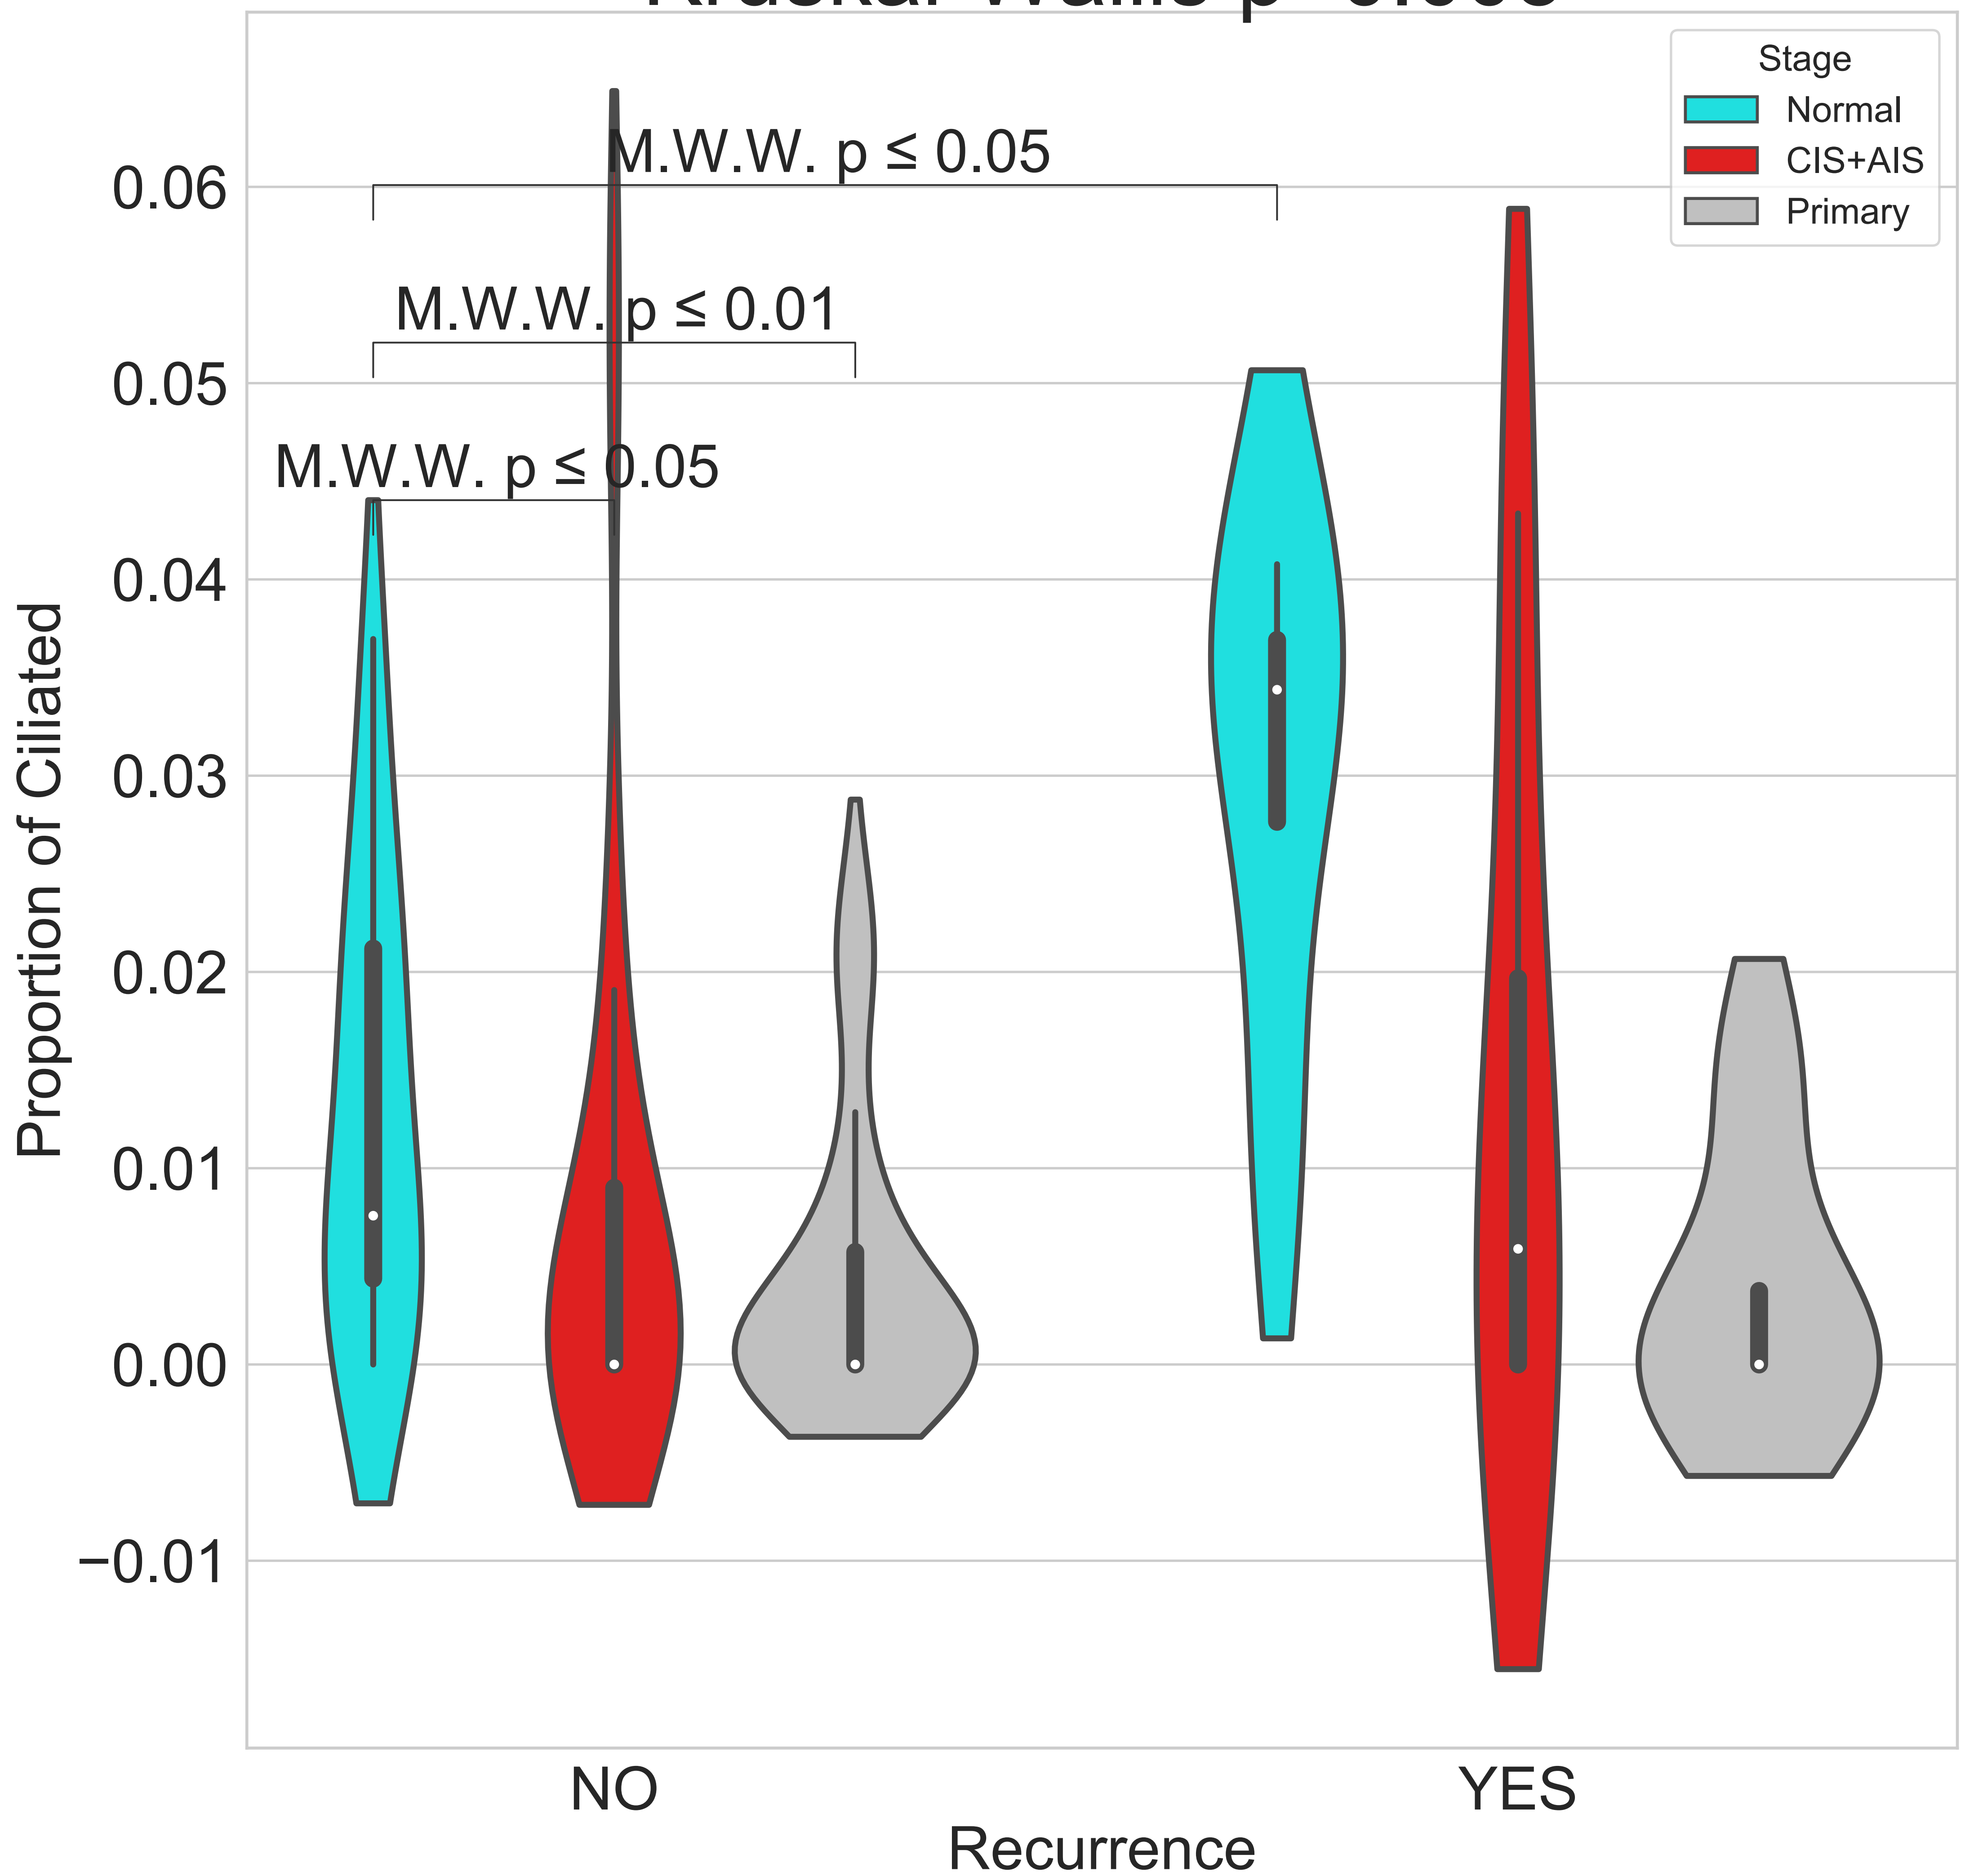 Stage
Normal
CIS+AIS
Primary
M.W.W. p ≤ 0.05
M.W.W. p ≤ 0.01
M.W.W. p ≤ 0.05
0.06
0.05
0.04
0.03
0.02
0.01
0.00
−0.01
Proportion of Ciliated
NO
YES
Recurrence